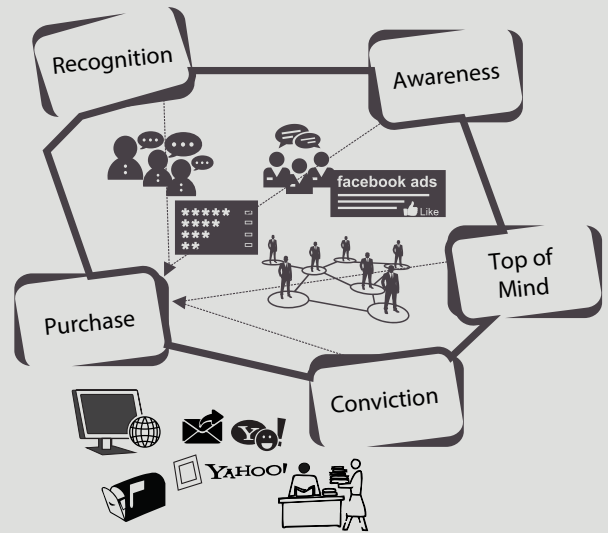 Recognition
Awareness
facebook ads
Like
*****
****
***
**
Top of
Mind
Purchase
Conviction
Y!
YAHOO!